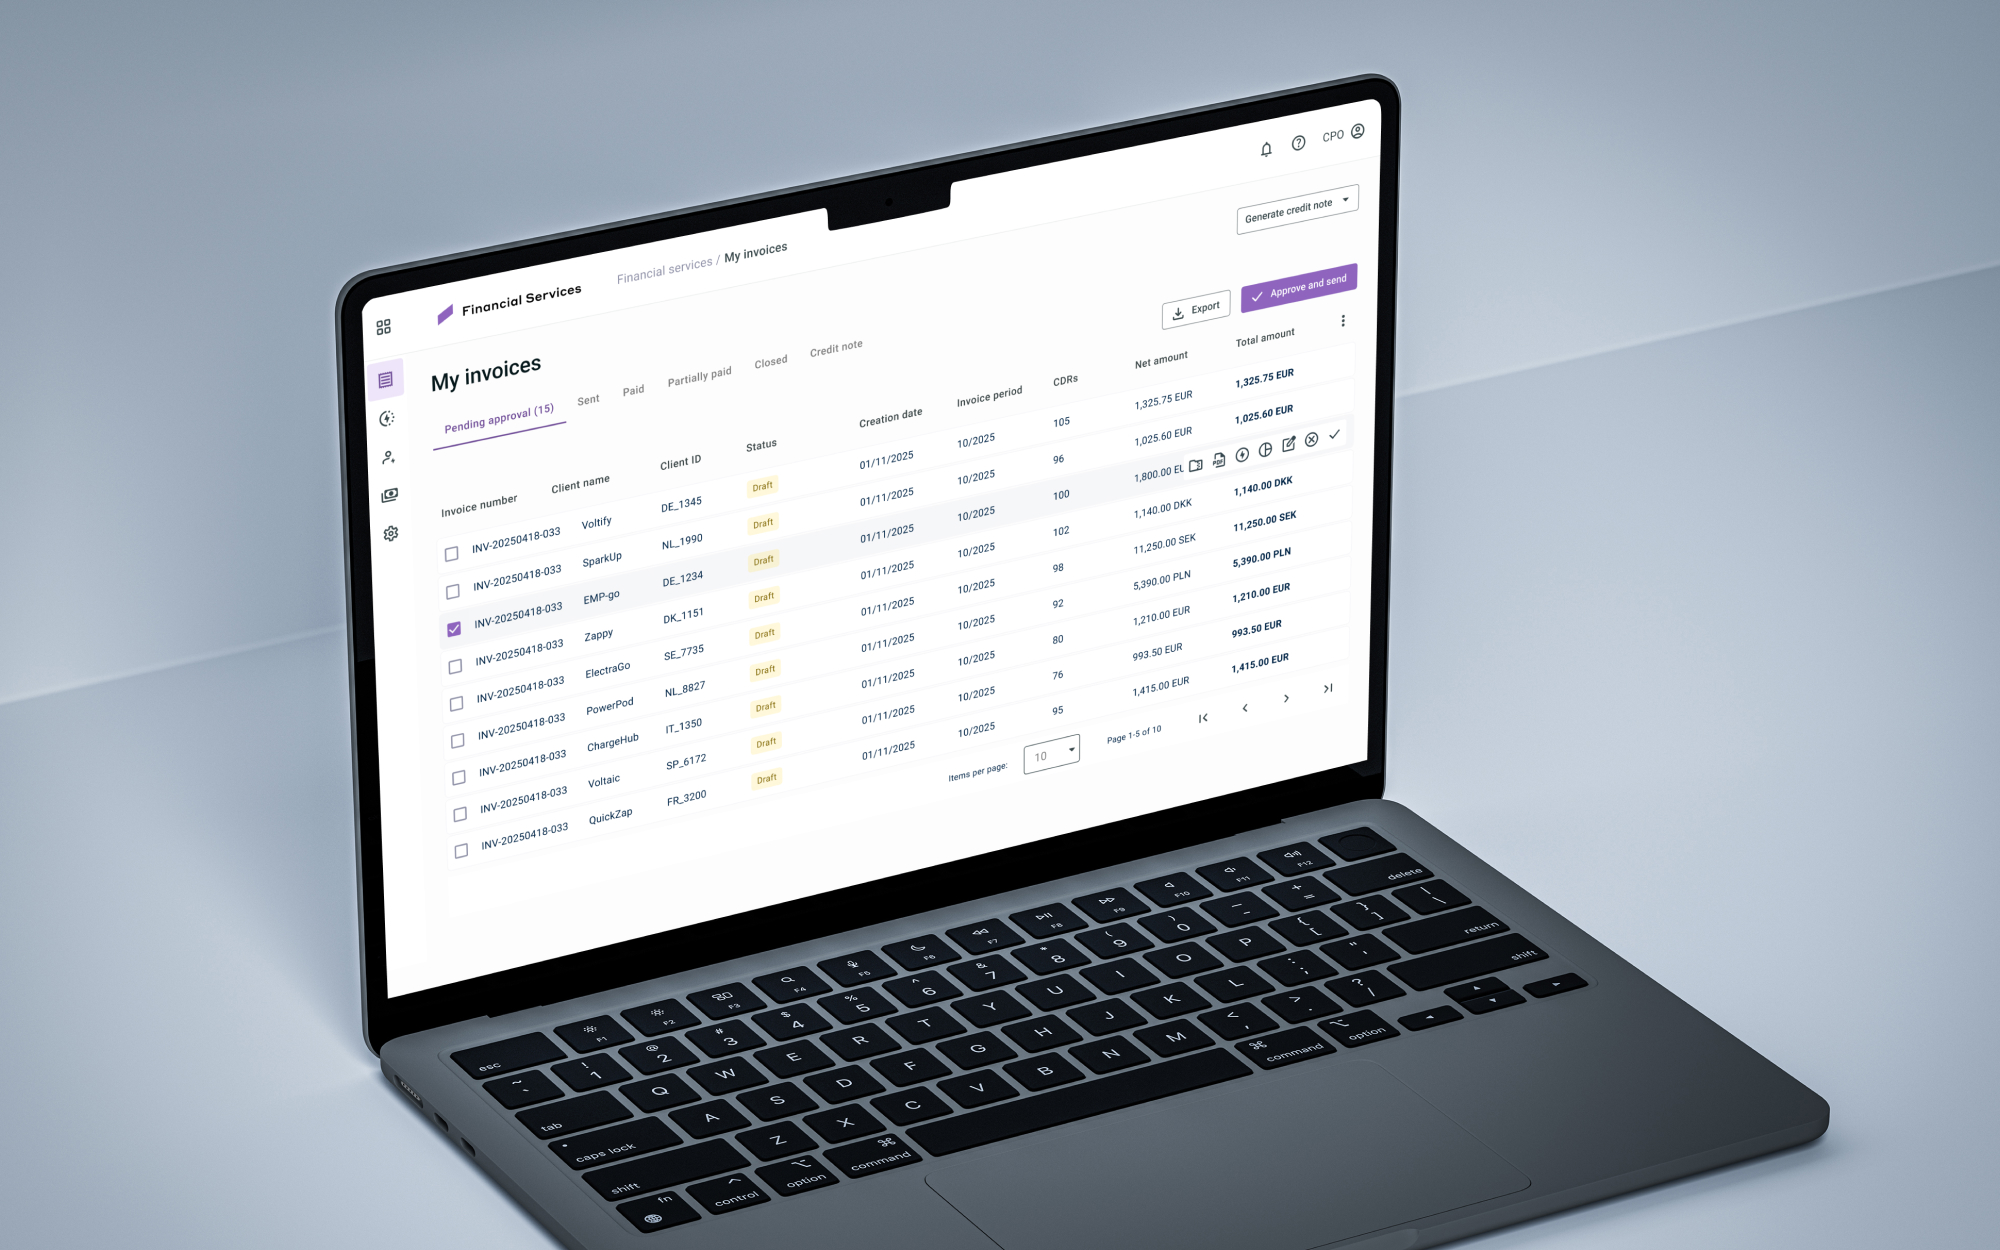 CPO
Financial Services
Financial services / My invoices
Generate credit note
My invoices
Export
Approve and send
Pending approval (15)
Sent
Paid
Partially paid
Closed
Credit note
Invoice number
Client name
Client ID
Status
Creation date
Invoice period
CDRs
Net amount
Total amount
INV-20250418-033 Voltify DE_1345 Draft 01/11/2025 10/2025 105 1,325.75 EUR 1,325.75 EUR
INV-20250418-033 SparkUp NL_1990 Draft 01/11/2025 10/2025 96 1,025.60 EUR 1,025.60 EUR
INV-20250418-033 EMP-go DE_1234 Draft 01/11/2025 10/2025 100 1,800.00 EU
INV-20250418-033 Zappy DK_1151 Draft 01/11/2025 10/2025 102 1,140.00 DKK 1,140.00 DKK
INV-20250418-033 ElectraGo SE_7735 Draft 01/11/2025 10/2025 98 11,250.00 SEK 11,250.00 SEK
INV-20250418-033 PowerPod NL_8827 Draft 01/11/2025 10/2025 92 5,390.00 PLN 5,390.00 PLN
INV-20250418-033 ChargeHub IT_1350 Draft 01/11/2025 10/2025 80 1,210.00 EUR 1,210.00 EUR
INV-20250418-033 Voltaic SP_6172 Draft 01/11/2025 10/2025 76 993.50 EUR 993.50 EUR
INV-20250418-033 QuickZap FR_3200 Draft 01/11/2025 10/2025 95 1,415.00 EUR 1,415.00 EUR
Items per page: 10 Page 1-5 of 10
esc F1 F2 F3 F4 F5 F6 F7 F8 F9 F10 F11 F12
~ ` ! 1 @ 2 # 3 $ 4 % 5 ^ 6 & 7 * 8 ( 9 ) 0 — - + = delete
tab Q W E R T Y U I O P { [ } ] | \
caps lock A S D F G H J K L : ; " ' return
shift Z X C V B N M < , > . ? / shift
fn control option command command option